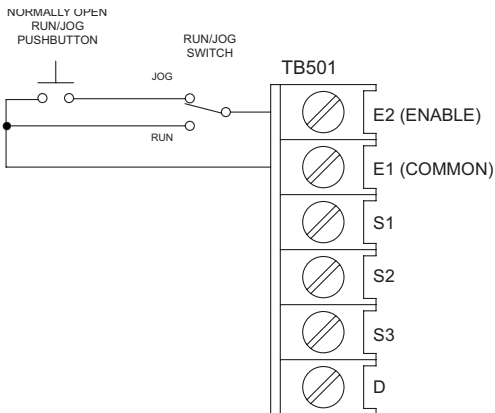 NORMALLY OPEN
RUN/JOG
PUSHBUTTON
RUN/JOG
SWITCH
JOG
RUN
TB501
E2 (ENABLE)
E1 (COMMON)
S1
S2
S3
D